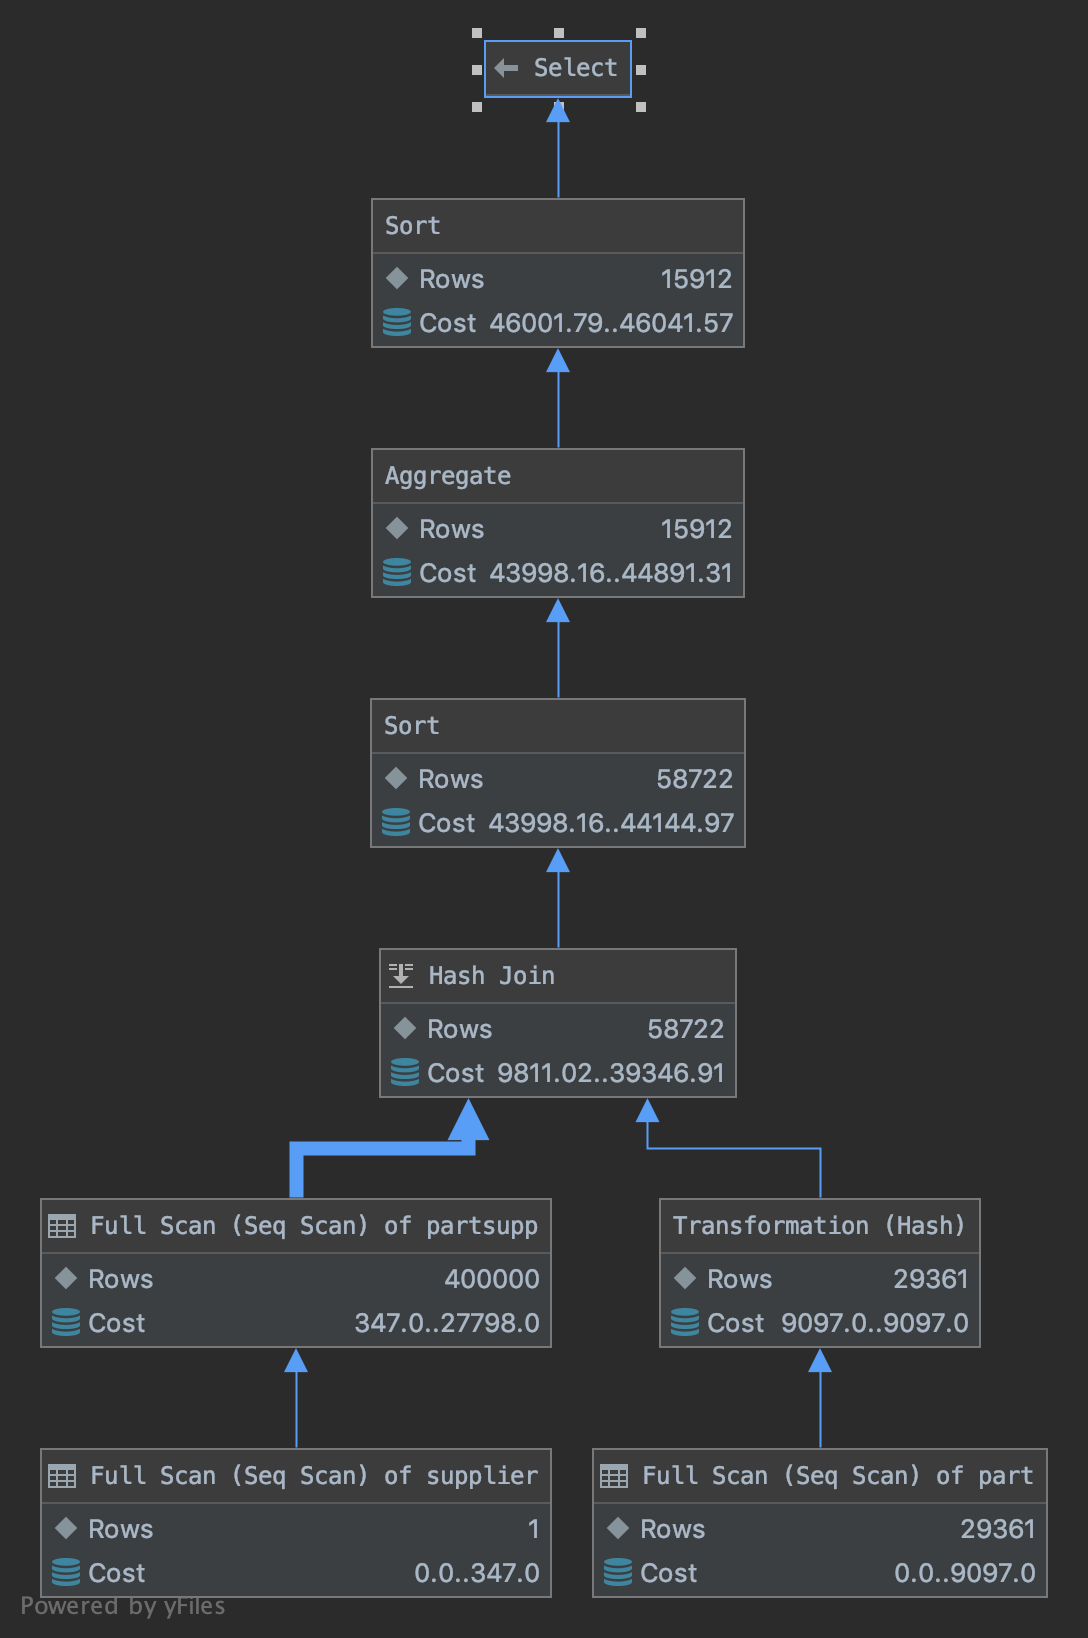 Select
Sort
Rows 15912
Cost 46001.79..46041.57
Aggregate
Rows 15912
Cost 43998.16..44891.31
Sort
Rows 58722
Cost 43998.16..44144.97
Hash Join
Rows 58722
Cost 9811.02..39346.91
Full Scan (Seq Scan) of partsupp
Rows 400000
Cost 347.0..27798.0
Transformation (Hash)
Rows 29361
Cost 9097.0..9097.0
Full Scan (Seq Scan) of supplier
Rows 1
Cost 0.0..347.0
Full Scan (Seq Scan) of part
Rows 29361
Cost 0.0..9097.0
Powered by yFiles